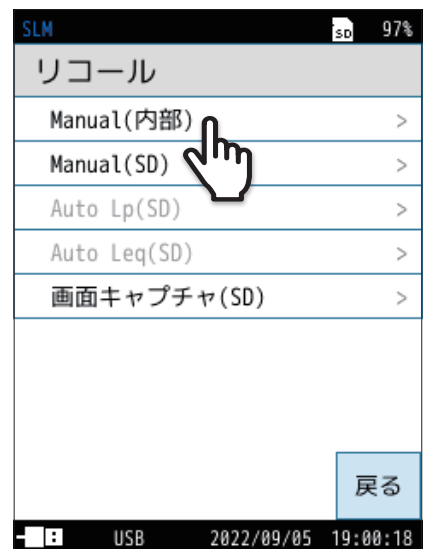 SLM SD 97%
リコール
Manual(内部) >
Manual(SD) >
Auto Lp(SD) >
Auto Leq(SD) >
画面キャプチャ(SD) >
戻る
USB 2022/09/05 19:00:18